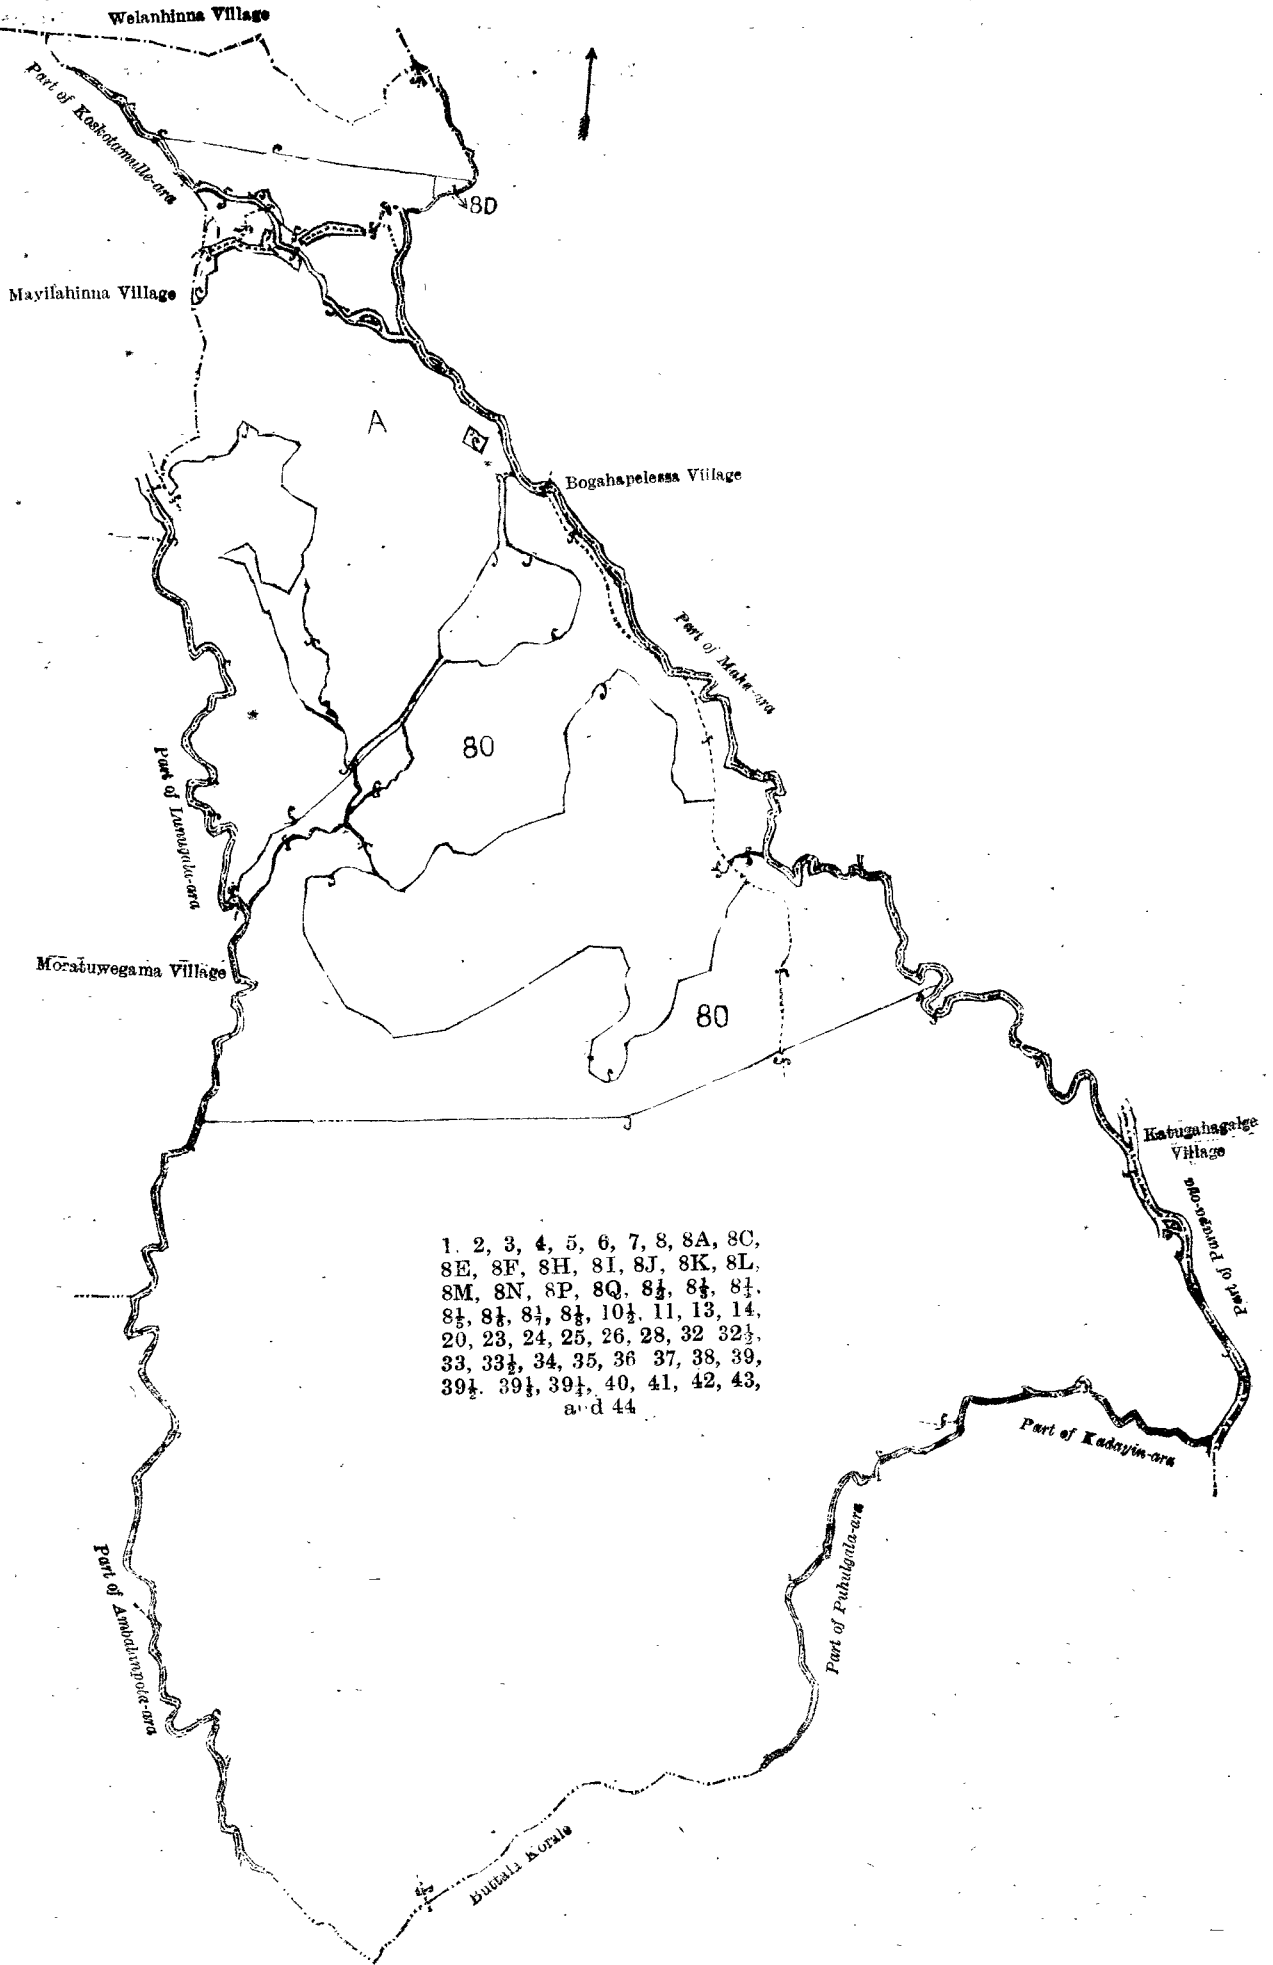 Welanhinna Village
Part of Koskotamulle-ara
8D
Mayilahinna Village
A
Bogahapelessa Village
Part of Maha-ara
80
Part of Lunugala-ara
Moratuwegama Village
80
Katugahagalge
Village
Part of Parapa-oya
1. 2, 3, 4, 5, 6, 7, 8, 8A, 8C,
8E, 8F, 8H, 8I, 8J, 8K, 8L,
8M, 8N, 8P, 8Q, 8½, 8⅓, 8¼,
8⅕, 8⅙, 8⅐, 8⅛, 10½, 11, 13, 14,
20, 23, 24, 25, 26, 28, 32 32½,
33, 33½, 34, 35, 36 37, 38, 39,
39½. 39⅓, 39¼, 40, 41, 42, 43,
and 44
Part of Kadayin-ara
Part of Puhulgala-ara
Part of Ambalanpota-ara
Buttala Korale